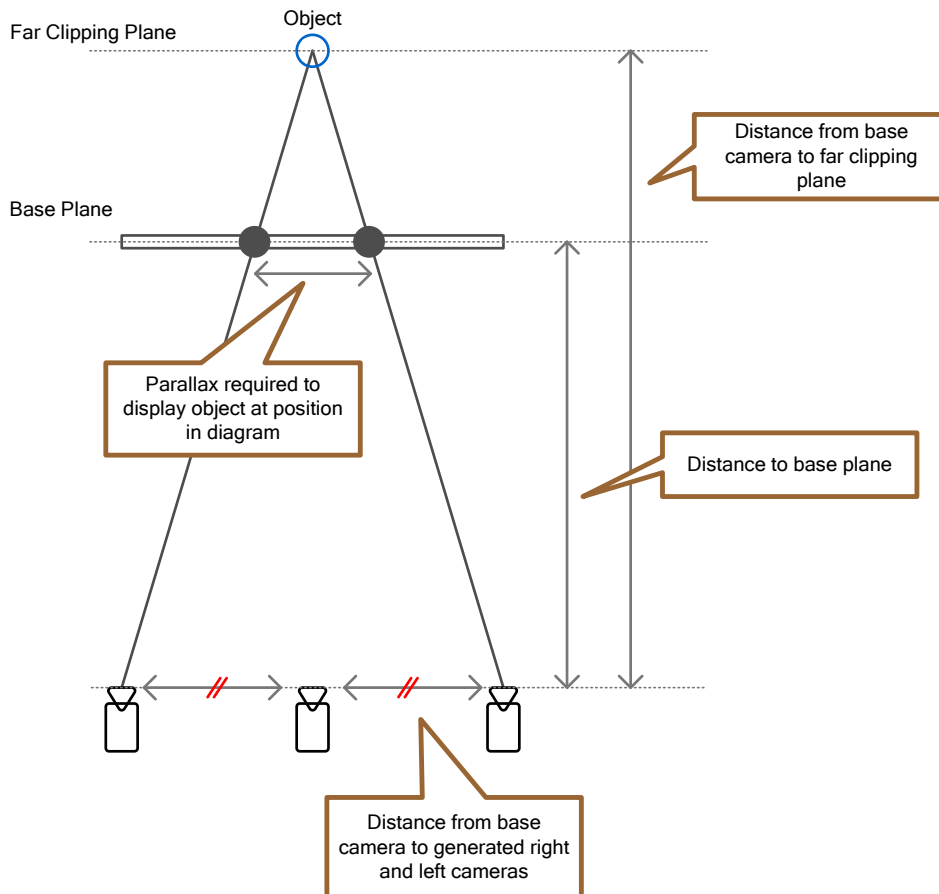 Object
Far Clipping Plane
Distance from base
camera to far clipping
plane
Base Plane
Parallax required to
display object at position
in diagram
Distance to base plane
Distance from base
camera to generated right
and left cameras